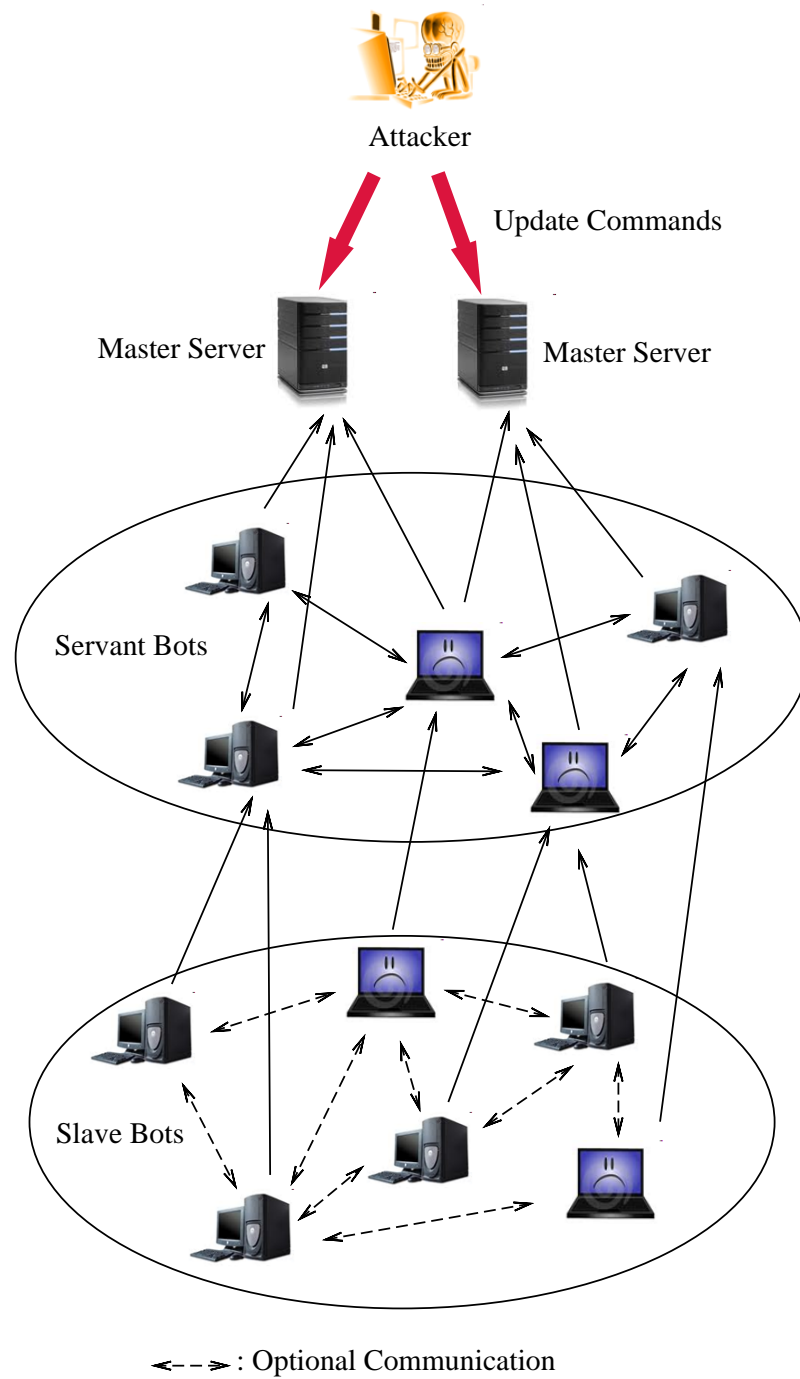 Attacker
Update Commands
Master Server
Master Server
Servant Bots
Slave Bots
: Optional Communication